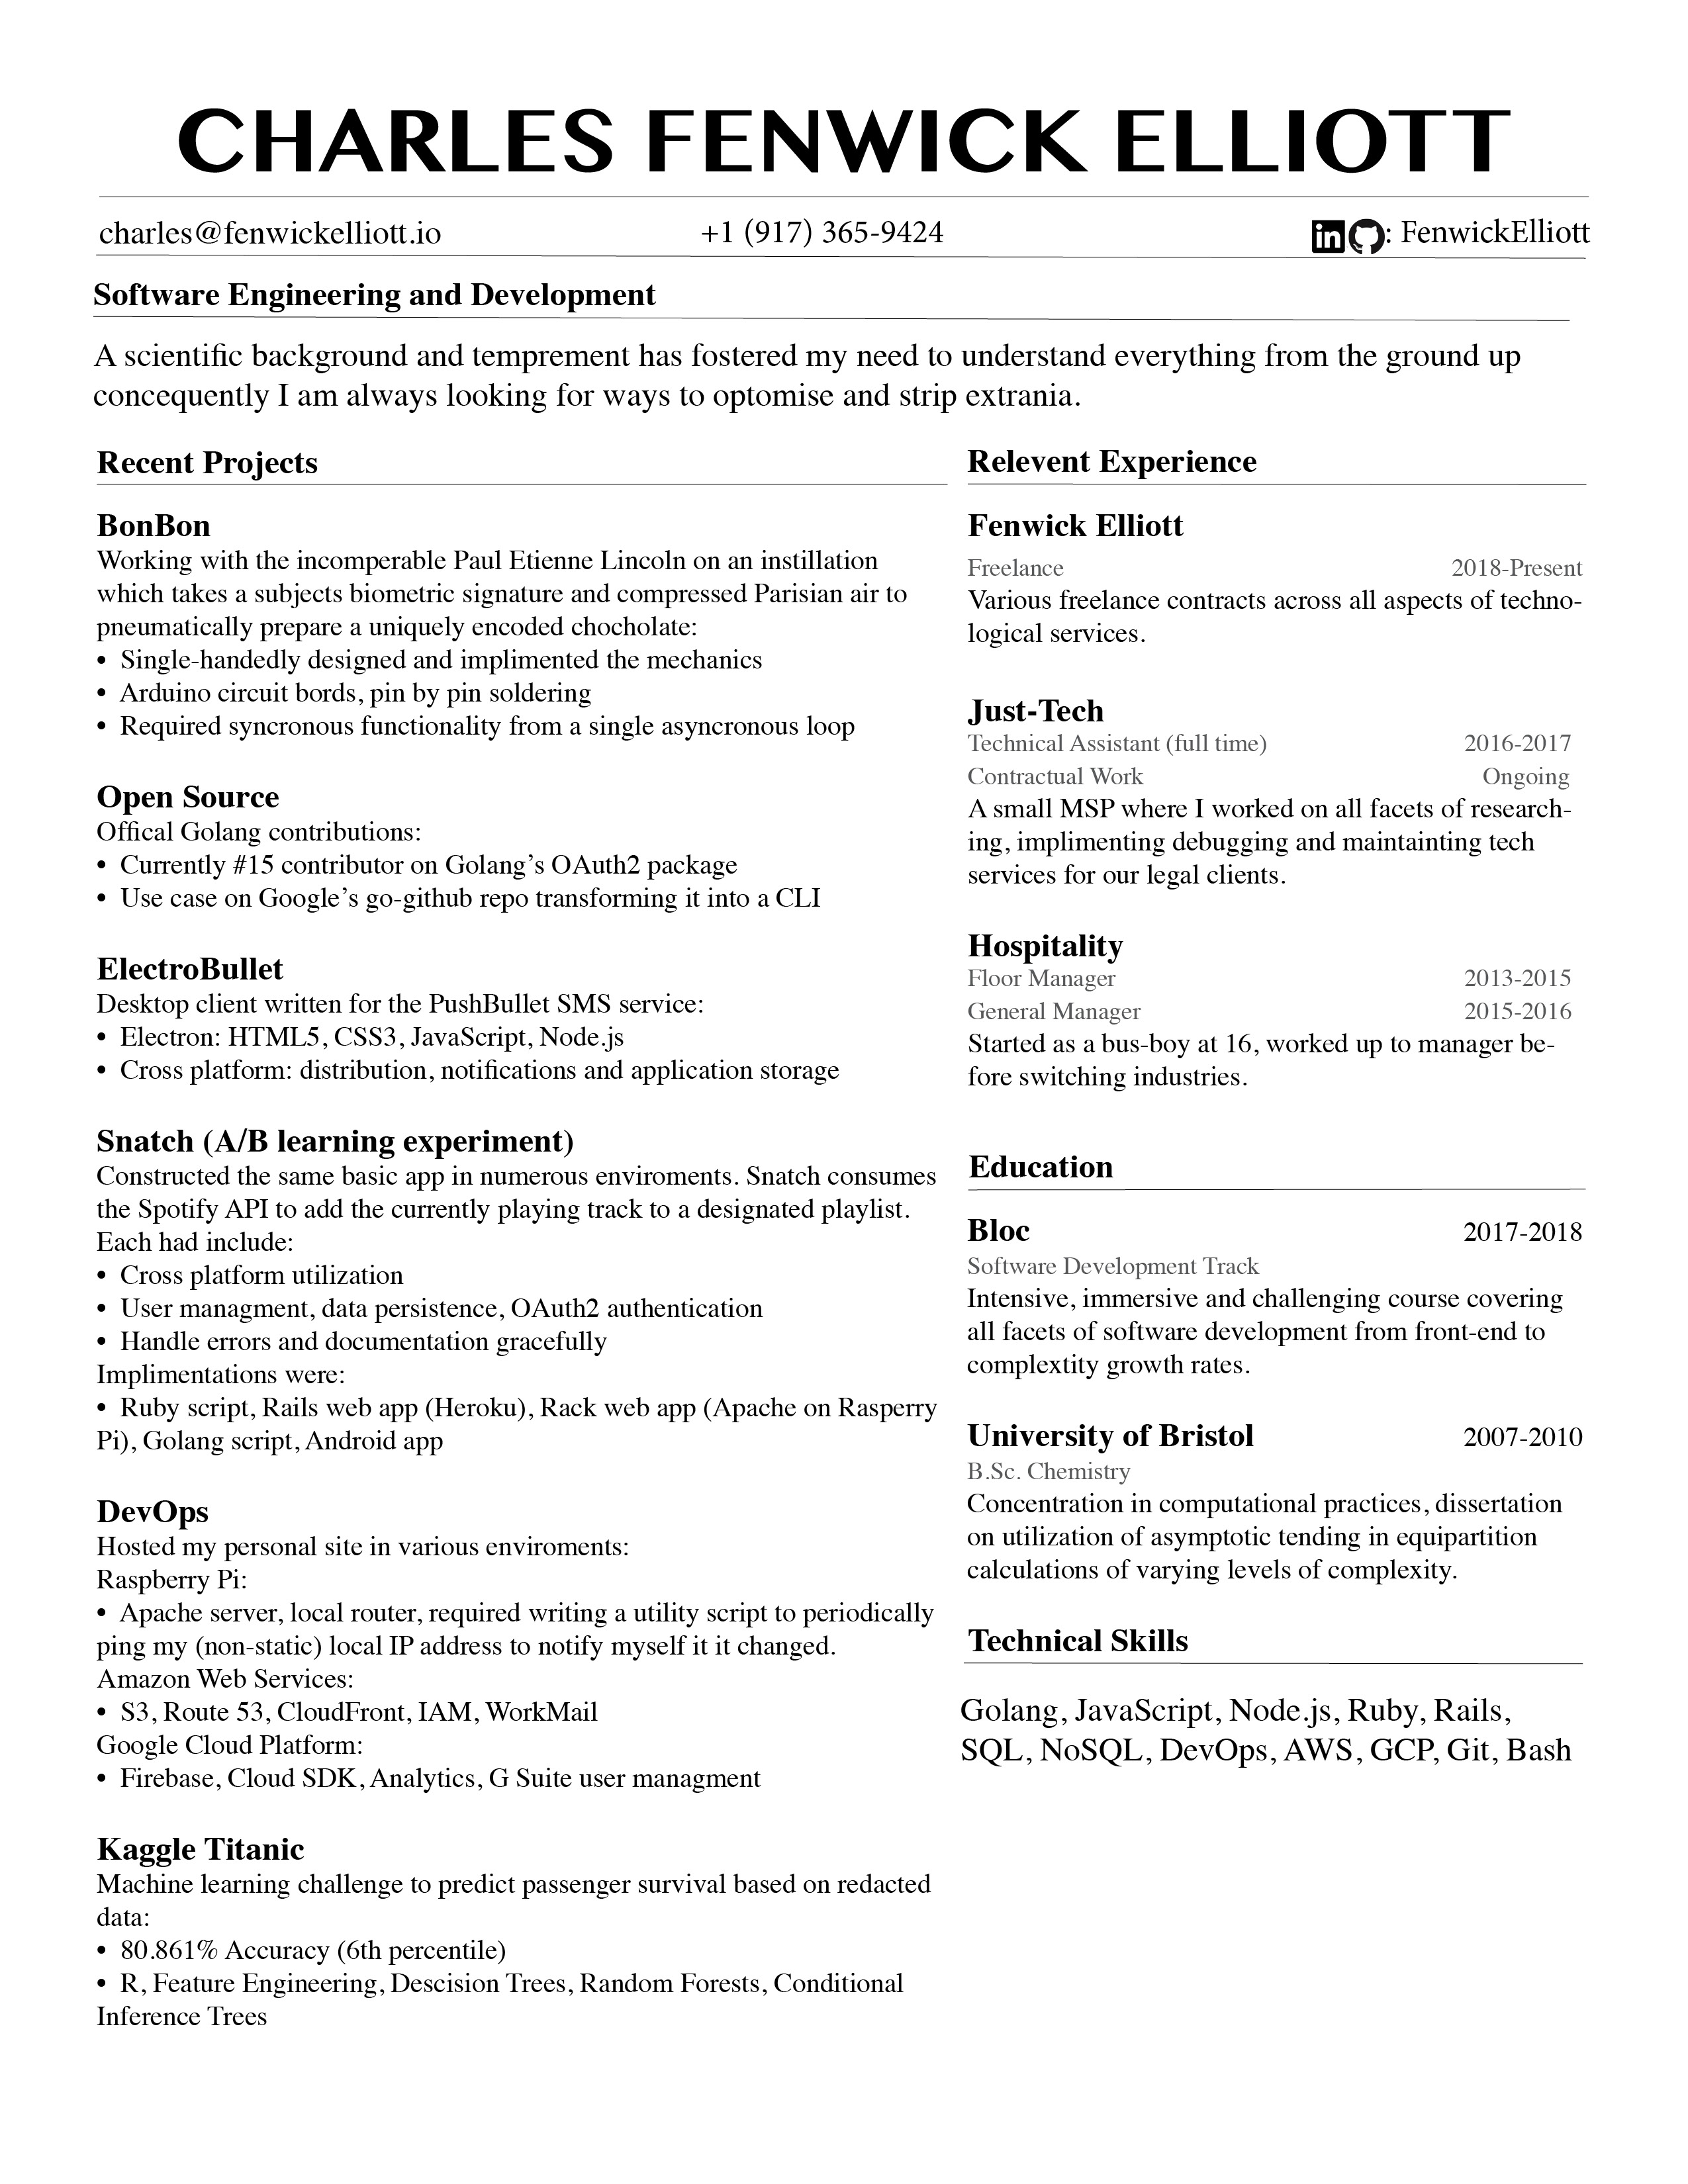 CHARLES FENWICK ELLIOTT
charles@fenwickelliott.io
+1 (917) 365-9424
in : FenwickElliott
Software Engineering and Development
A scientific background and temprement has fostered my need to understand everything from the ground up
concequently I am always looking for ways to optomise and strip extrania.
Recent Projects
BonBon
Working with the incomperable Paul Etienne Lincoln on an instillation
which takes a subjects biometric signature and compressed Parisian air to
pneumatically prepare a uniquely encoded chocholate:
• Single-handedly designed and implimented the mechanics
• Arduino circuit bords, pin by pin soldering
• Required syncronous functionality from a single asyncronous loop
Open Source
Offical Golang contributions:
• Currently #15 contributor on Golang's OAuth2 package
• Use case on Google's go-github repo transforming it into a CLI
ElectroBullet
Desktop client written for the PushBullet SMS service:
• Electron: HTML5, CSS3, JavaScript, Node.js
• Cross platform: distribution, notifications and application storage
Snatch (A/B learning experiment)
Constructed the same basic app in numerous enviroments. Snatch consumes
the Spotify API to add the currently playing track to a designated playlist.
Each had include:
• Cross platform utilization
• User managment, data persistence, OAuth2 authentication
• Handle errors and documentation gracefully
Implimentations were:
• Ruby script, Rails web app (Heroku), Rack web app (Apache on Rasperry
Pi), Golang script, Android app
DevOps
Hosted my personal site in various enviroments:
Raspberry Pi:
• Apache server, local router, required writing a utility script to periodically
ping my (non-static) local IP address to notify myself it it changed.
Amazon Web Services:
• S3, Route 53, CloudFront, IAM, WorkMail
Google Cloud Platform:
• Firebase, Cloud SDK, Analytics, G Suite user managment
Kaggle Titanic
Machine learning challenge to predict passenger survival based on redacted
data:
• 80.861% Accuracy (6th percentile)
• R, Feature Engineering, Descision Trees, Random Forests, Conditional
Inference Trees
Relevent Experience
Fenwick Elliott
Freelance 2018-Present
Various freelance contracts across all aspects of techno-
logical services.
Just-Tech
Technical Assistant (full time) 2016-2017
Contractual Work Ongoing
A small MSP where I worked on all facets of research-
ing, implimenting debugging and maintainting tech
services for our legal clients.
Hospitality
Floor Manager 2013-2015
General Manager 2015-2016
Started as a bus-boy at 16, worked up to manager be-
fore switching industries.
Education
Bloc 2017-2018
Software Development Track
Intensive, immersive and challenging course covering
all facets of software development from front-end to
complextity growth rates.
University of Bristol 2007-2010
B.Sc. Chemistry
Concentration in computational practices, dissertation
on utilization of asymptotic tending in equipartition
calculations of varying levels of complexity.
Technical Skills
Golang, JavaScript, Node.js, Ruby, Rails,
SQL, NoSQL, DevOps, AWS, GCP, Git, Bash